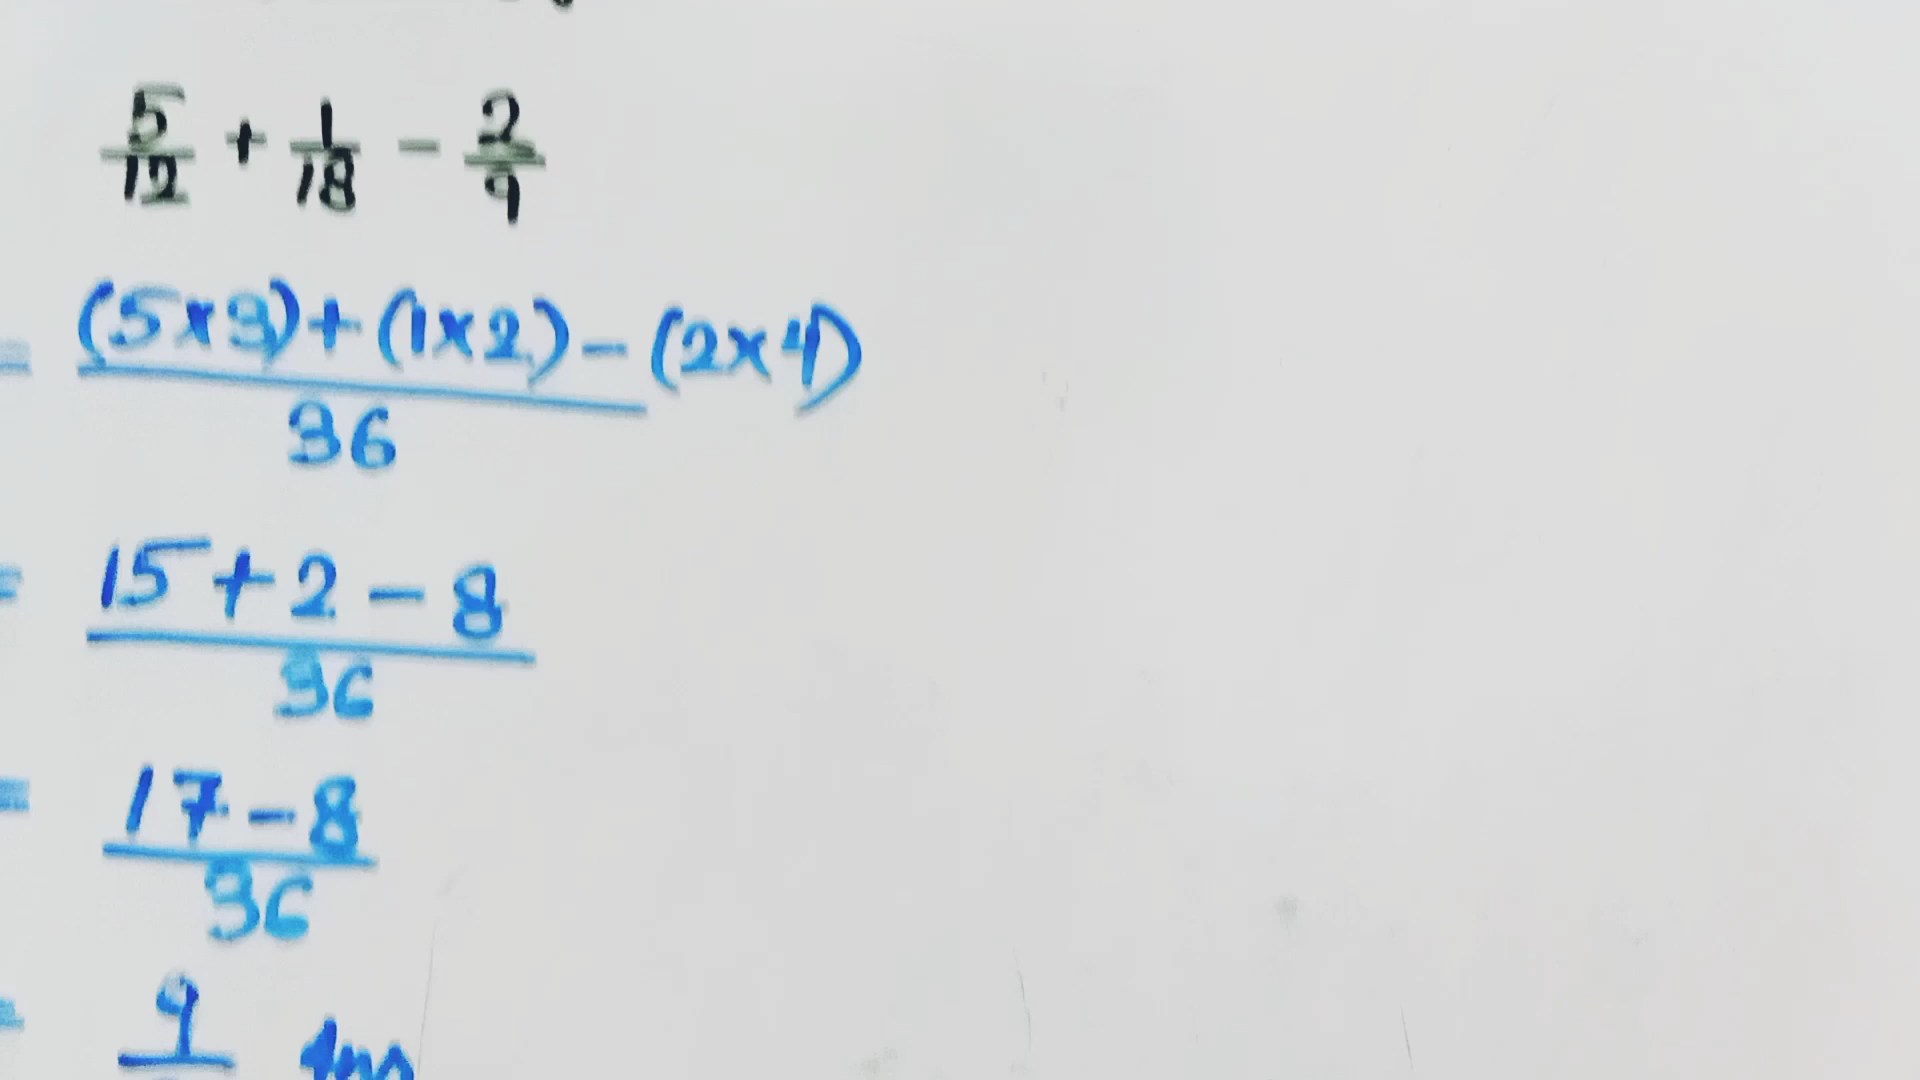 5/12 + 1/18 - 2/9
= (5×3)+(1×2)-(2×4)/36
= 15+2-8/36
= 17-8/36
= 9/ Ans